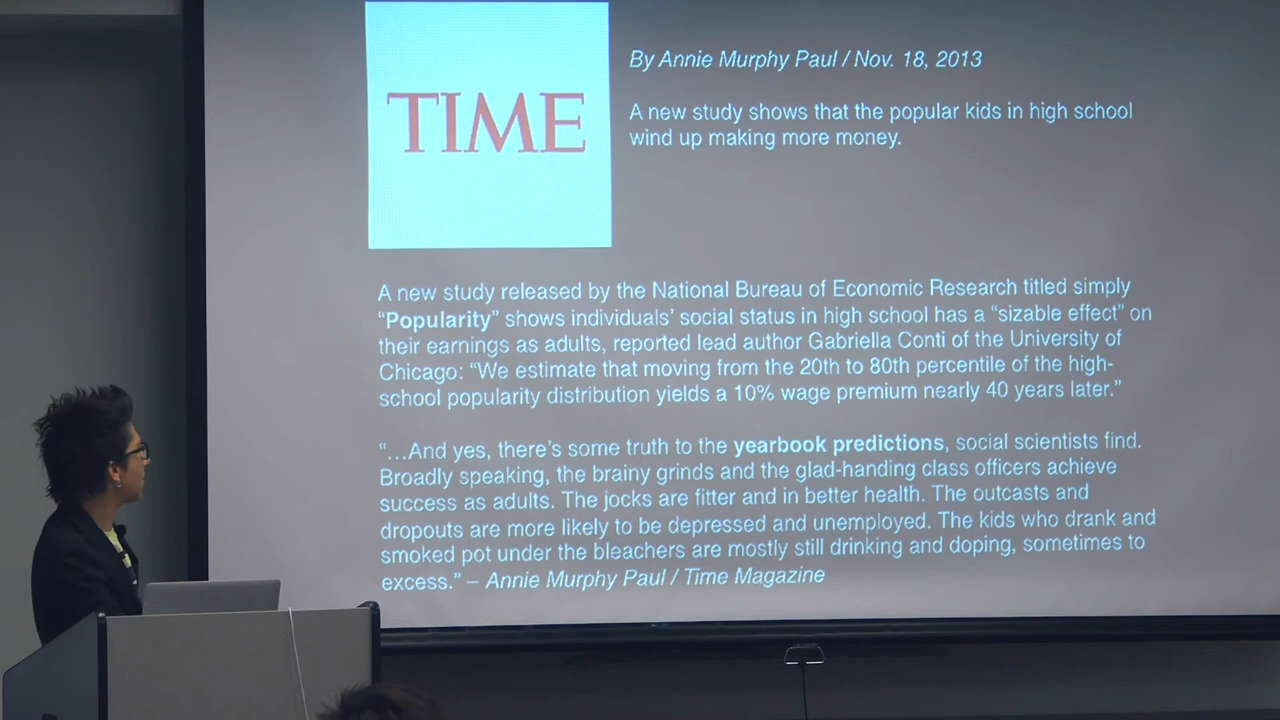 TIME
By Annie Murphy Paul / Nov. 18, 2013
A new study shows that the popular kids in high school
wind up making more money.
A new study released by the National Bureau of Economic Research titled simply
“Popularity” shows individuals’ social status in high school has a “sizable effect” on
their earnings as adults, reported lead author Gabriella Conti of the University of
Chicago: “We estimate that moving from the 20th to 80th percentile of the high-
school popularity distribution yields a 10% wage premium nearly 40 years later.”
“...And yes, there’s some truth to the yearbook predictions, social scientists find.
Broadly speaking, the brainy grinds and the glad-handing class officers achieve
success as adults. The jocks are fitter and in better health. The outcasts and
dropouts are more likely to be depressed and unemployed. The kids who drank and
smoked pot under the bleachers are mostly still drinking and doping, sometimes to
excess.” – Annie Murphy Paul / Time Magazine